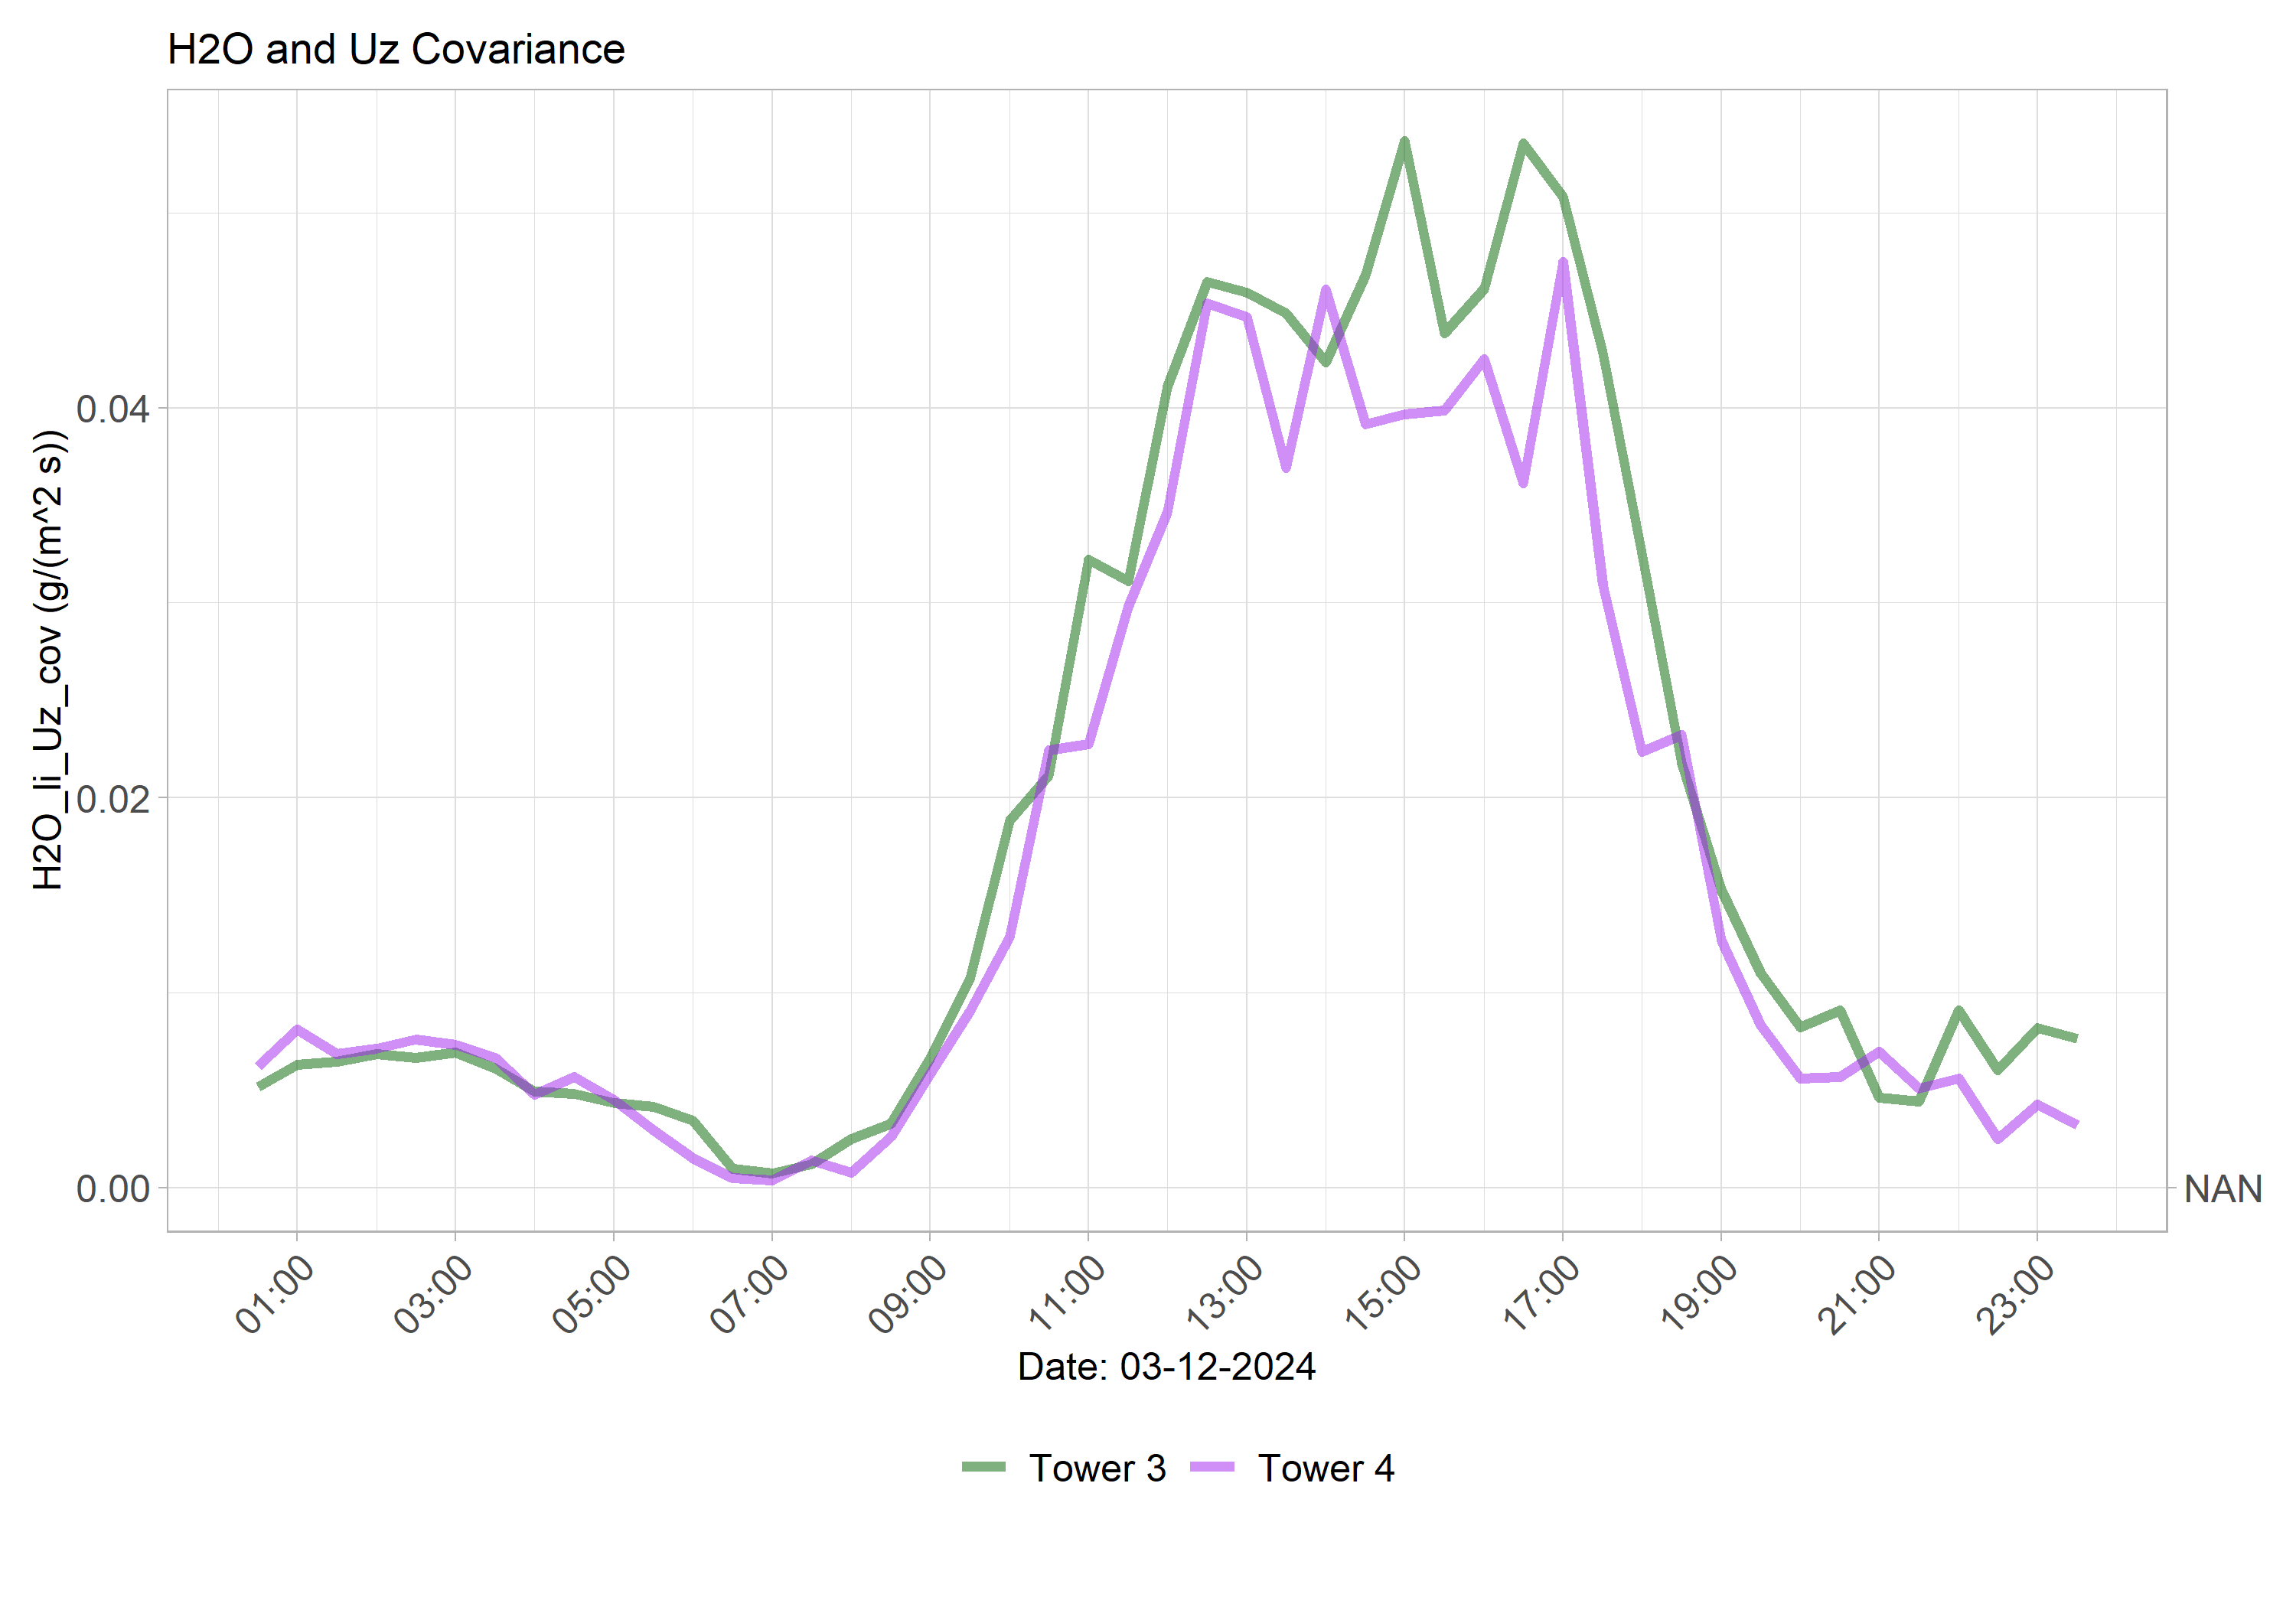 H2O and Uz Covariance
H2O_li_Uz_cov (g/(m^2 s))
0.04
0.02
0.00
NAN
01:00
03:00
05:00
07:00
09:00
11:00
13:00
15:00
17:00
19:00
21:00
23:00
Date: 03-12-2024
Tower 3
Tower 4